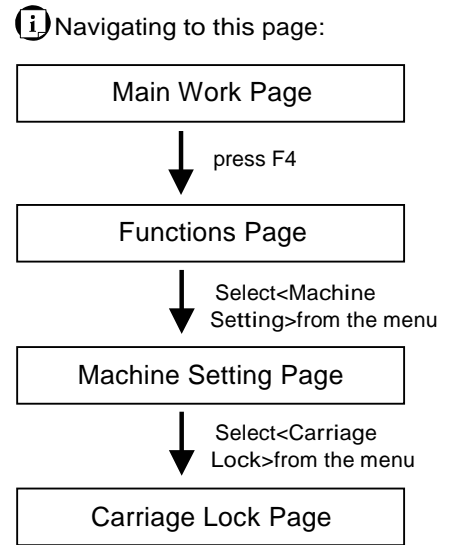 i Navigating to this page:
Main Work Page
press F4
Functions Page
Select<Machine
Setting>from the menu
Machine Setting Page
Select<Carriage
Lock>from the menu
Carriage Lock Page